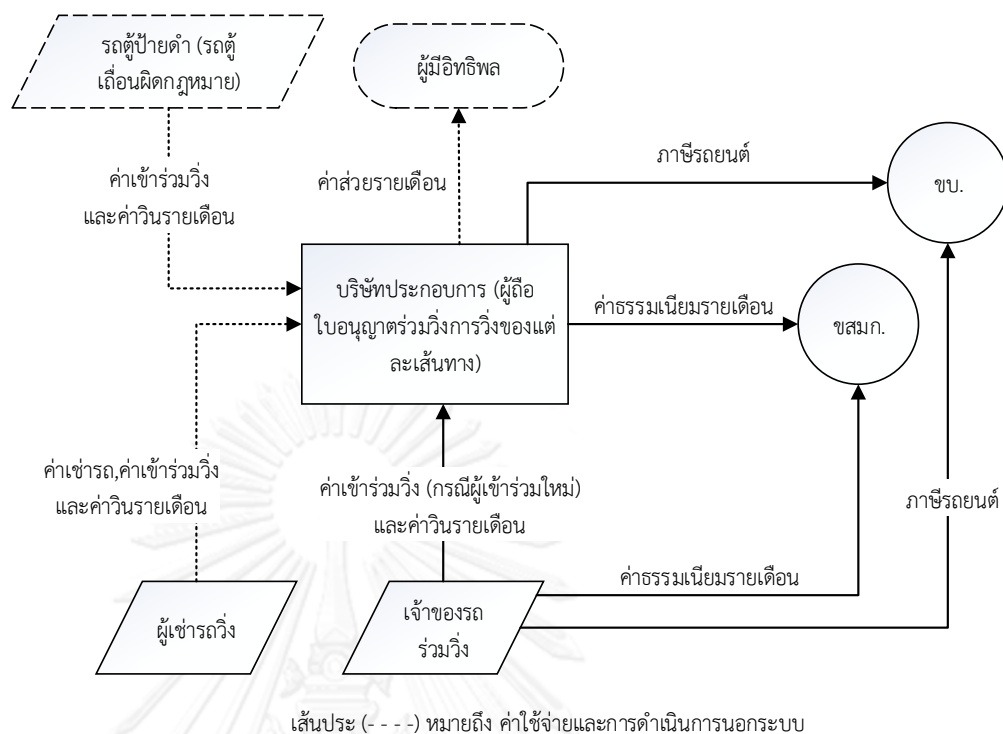 รถตู้ป้ายดำ (รถตู้
เถื่อนผิดกฎหมาย)
ผู้มีอิทธิพล
ภาษีรถยนต์
ขบ.
ค่าเข้าร่วมวิ่ง
และค่าวินรายเดือน
ค่าส่วยรายเดือน
บริษัทประกอบการ (ผู้ถือ
ใบอนุญาตร่วมวิ่งการวิ่งของแต่
ละเส้นทาง)
ค่าธรรมเนียมรายเดือน
ขสมก.
ค่าเช่ารถ,ค่าเข้าร่วมวิ่ง
และค่าวินรายเดือน
ค่าเข้าร่วมวิ่ง (กรณีผู้เข้าร่วมใหม่)
และค่าวินรายเดือน
ภาษีรถยนต์
ค่าธรรมเนียมรายเดือน
ผู้เช่ารถวิ่ง
เจ้าของรถ
ร่วมวิ่ง
เส้นประ (- - - -) หมายถึง ค่าใช้จ่ายและการดำเนินการนอกระบบ